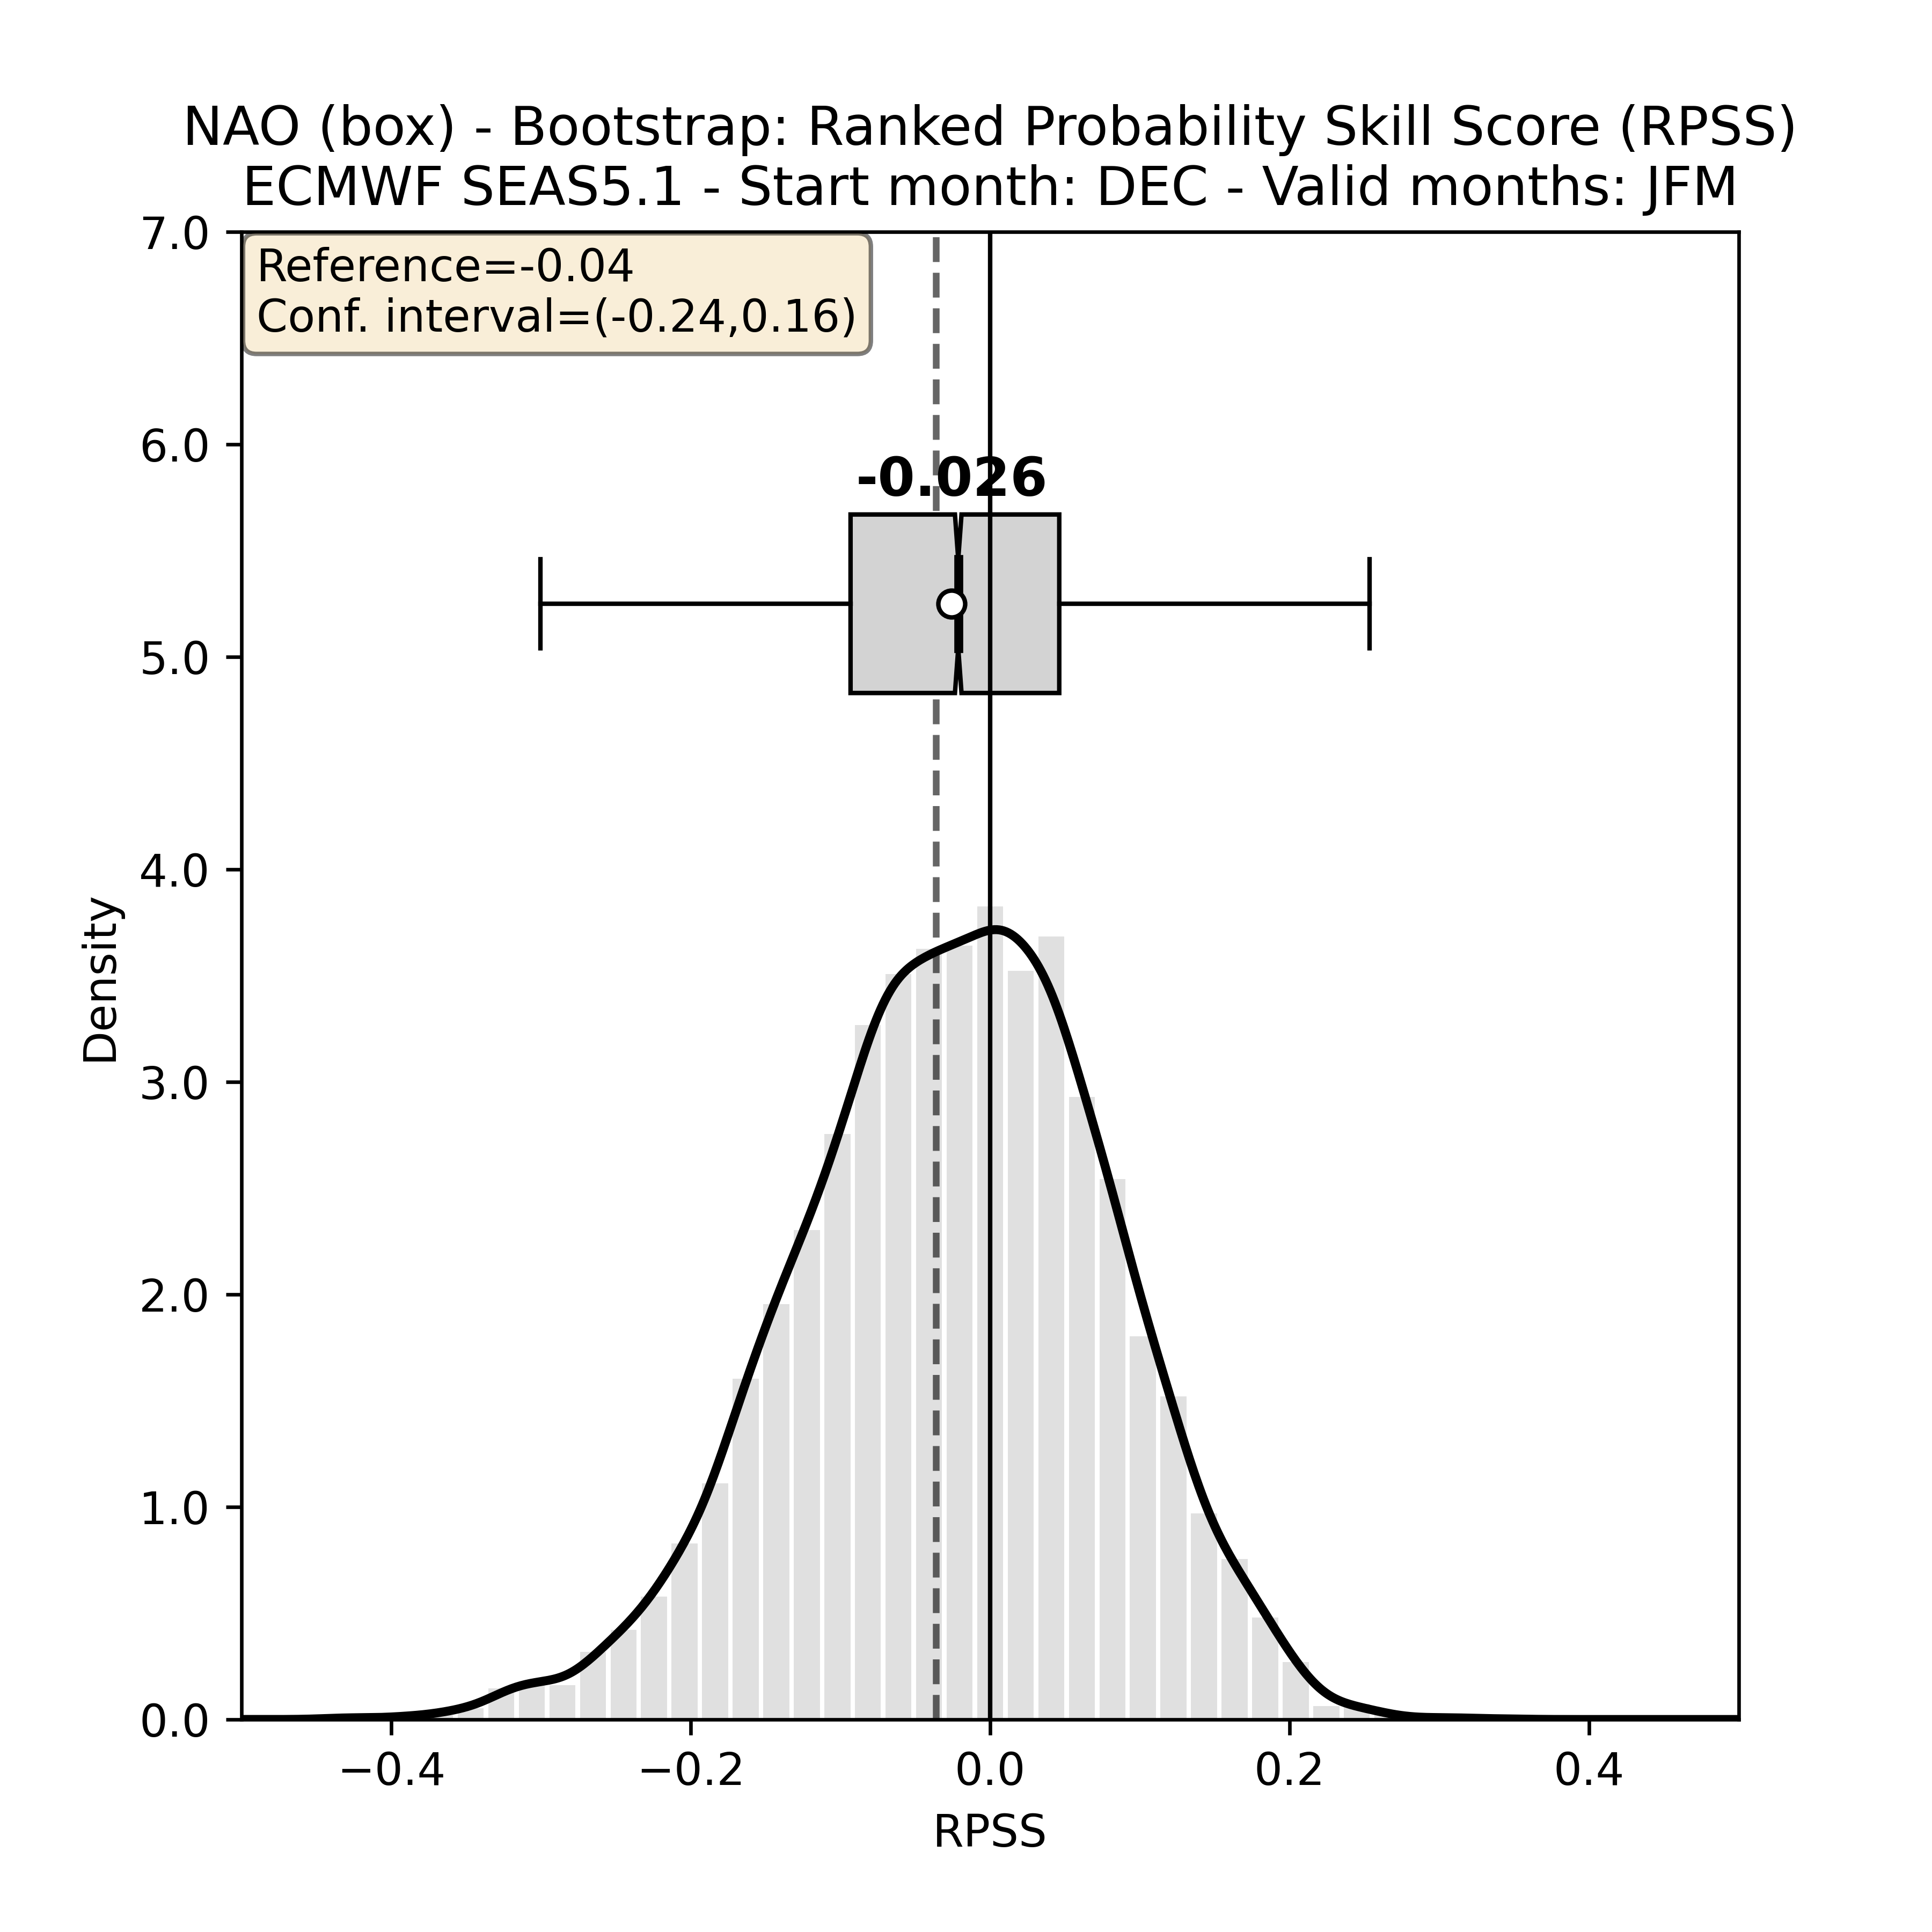 NAO (box) - Bootstrap: Ranked Probability Skill Score (RPSS)
ECMWF SEAS5.1 - Start month: DEC - Valid months: JFM
7.0
Reference=-0.04
Conf. interval=(-0.24,0.16)
6.0
-0.026
5.0
4.0
Density
3.0
2.0
1.0
0.0
−0.4 −0.2 0.0 0.2 0.4
RPSS